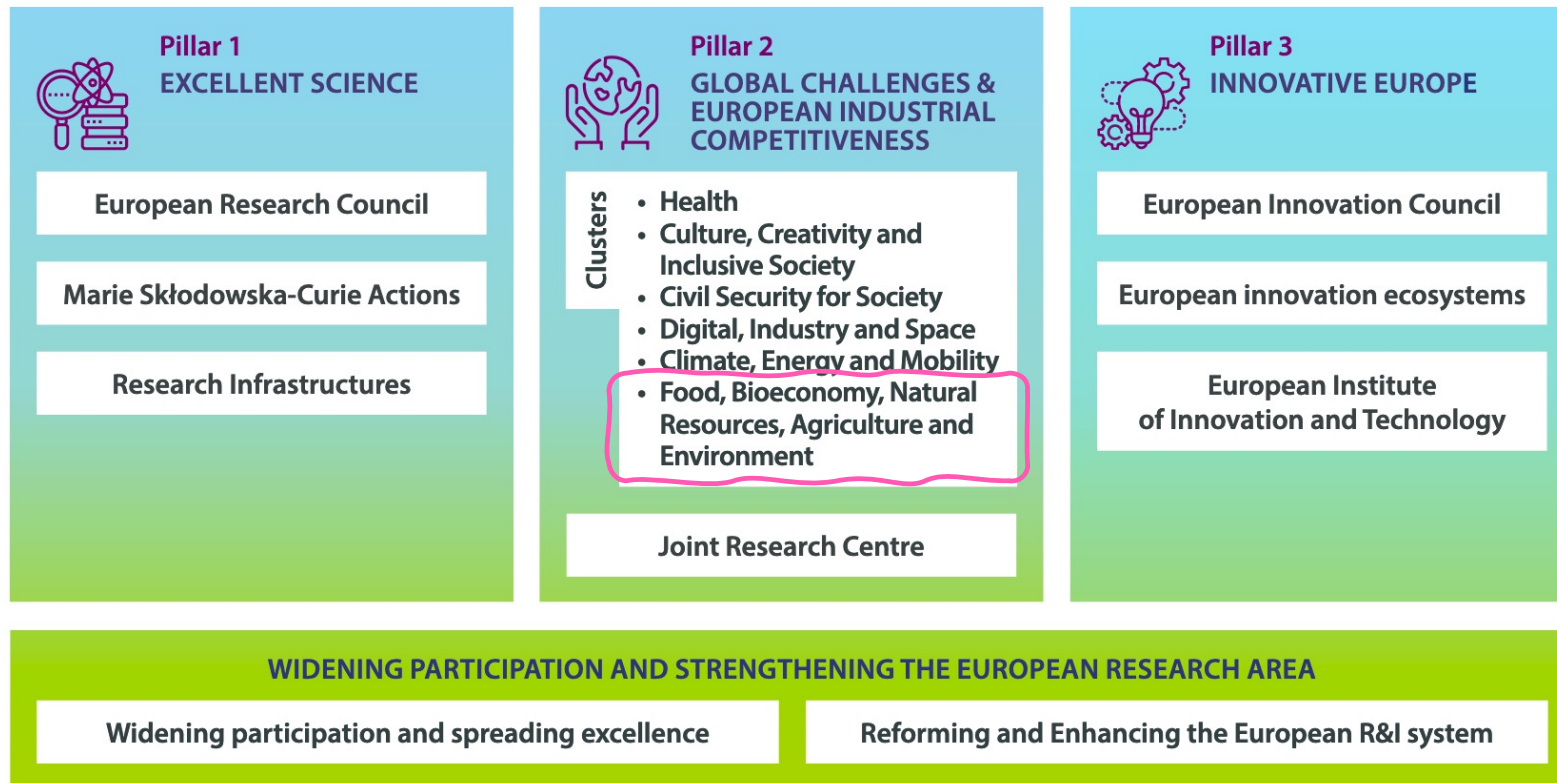 Pillar 1
EXCELLENT SCIENCE
European Research Council
Marie Skłodowska-Curie Actions
Research Infrastructures
Pillar 2
GLOBAL CHALLENGES &
EUROPEAN INDUSTRIAL
COMPETITIVENESS
Clusters
• Health
• Culture, Creativity and
Inclusive Society
• Civil Security for Society
• Digital, Industry and Space
• Climate, Energy and Mobility
• Food, Bioeconomy, Natural
Resources, Agriculture and
Environment
Joint Research Centre
Pillar 3
INNOVATIVE EUROPE
European Innovation Council
European innovation ecosystems
European Institute
of Innovation and Technology
WIDENING PARTICIPATION AND STRENGTHENING THE EUROPEAN RESEARCH AREA
Widening participation and spreading excellence
Reforming and Enhancing the European R&I system